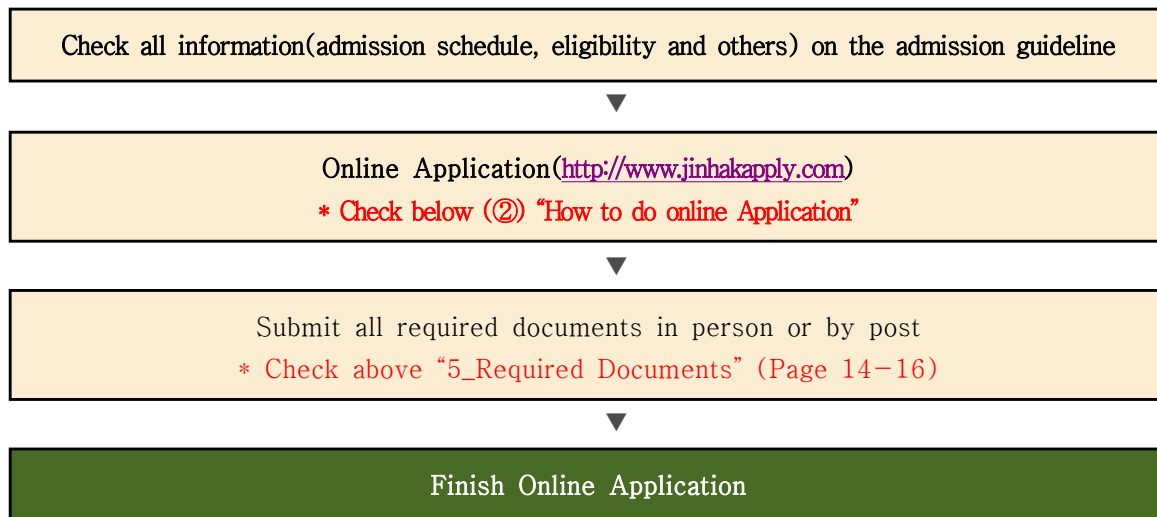 Check all information(admission schedule, eligibility and others) on the admission guideline
▼
Online Application(http://www.jinhakapply.com)
* Check below (②) “How to do online Application”
▼
Submit all required documents in person or by post
* Check above “5_Required Documents” (Page 14-16)
▼
Finish Online Application